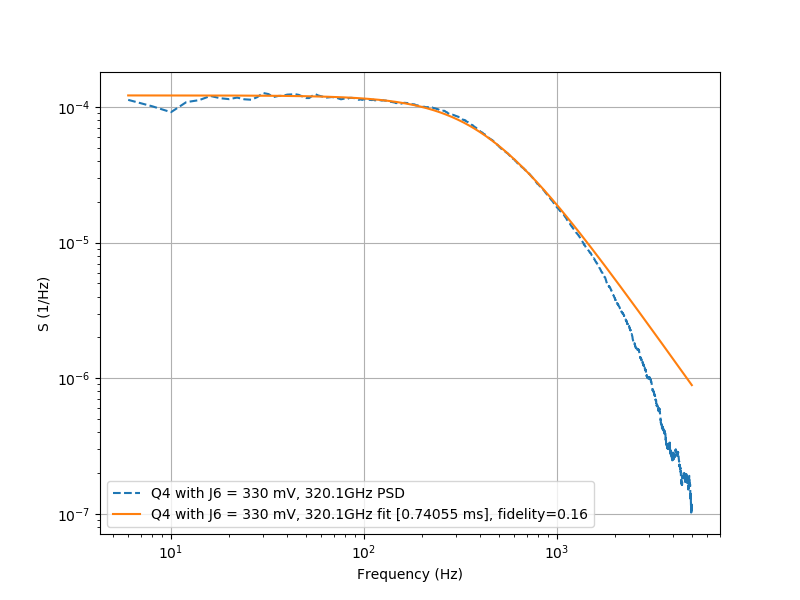 S (1/Hz)
10⁻⁴
10⁻⁵
10⁻⁶
10⁻⁷
Q4 with J6 = 330 mV, 320.1GHz PSD
Q4 with J6 = 330 mV, 320.1GHz fit [0.74055 ms], fidelity=0.16
10¹
10²
10³
Frequency (Hz)